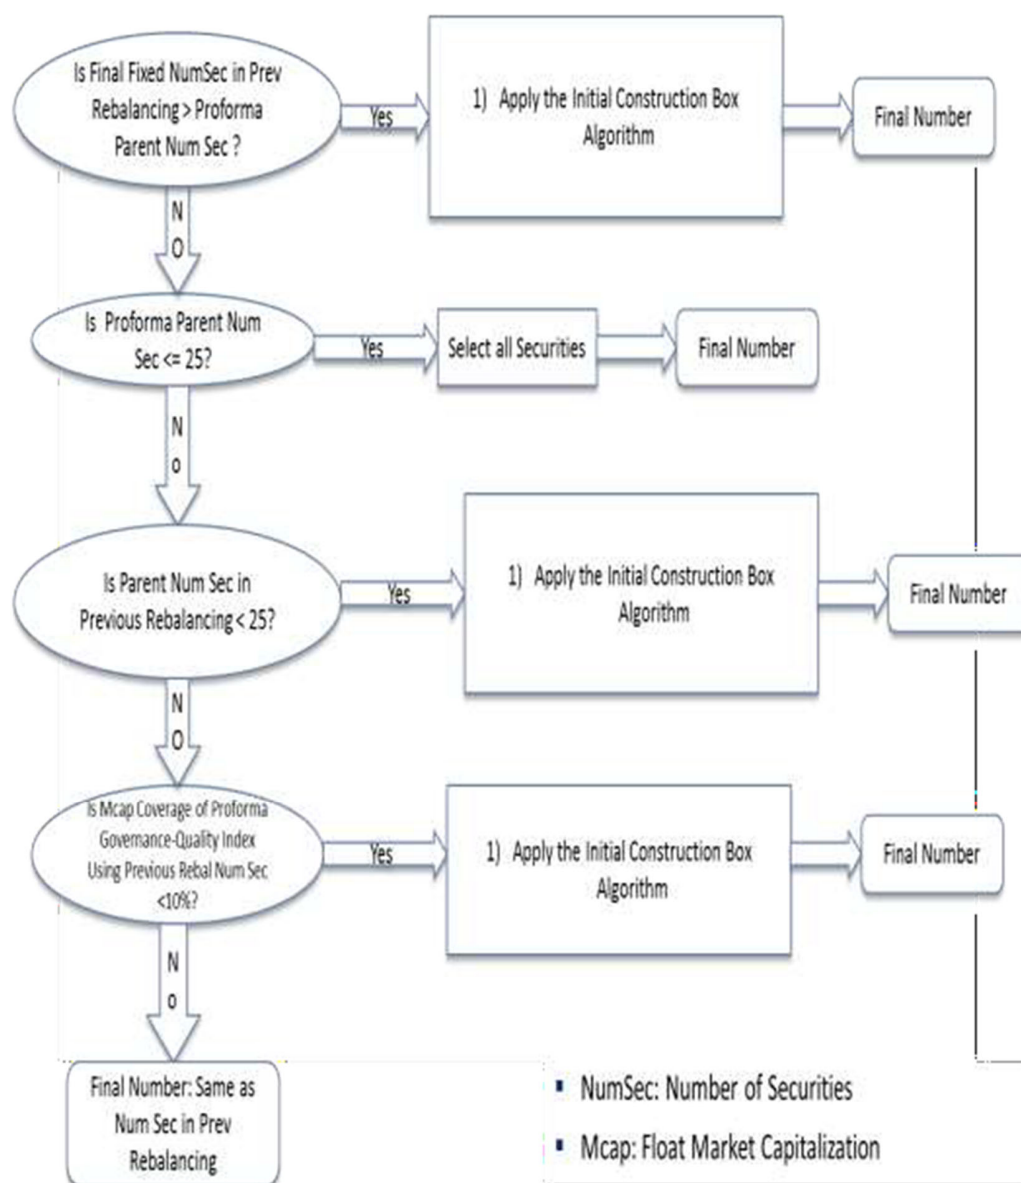 Is Final Fixed NumSec in Prev
Rebalancing > Proforma
Parent Num Sec ?
Yes
1) Apply the Initial Construction Box
Algorithm
Final Number
N
O
Is Proforma Parent Num
Sec <= 25?
Yes
Select all Securities
Final Number
N
o
Is Parent Num Sec in
Previous Rebalancing < 25?
Yes
1) Apply the Initial Construction Box
Algorithm
Final Number
N
O
Is Mcap Coverage of Proforma
Governance-Quality Index
Using Previous Rebal Num Sec
<10%?
Yes
1) Apply the Initial Construction Box
Algorithm
Final Number
N
o
Final Number: Same as
Num Sec in Prev
Rebalancing
▪ NumSec: Number of Securities
▪ Mcap: Float Market Capitalization